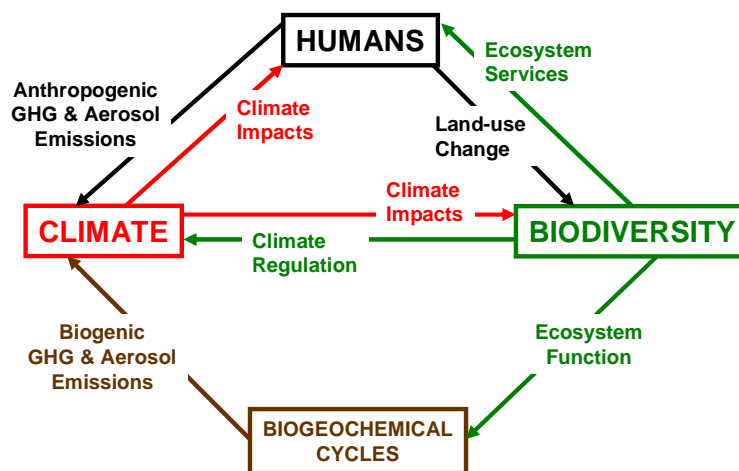 HUMANS
Ecosystem
Services
Anthropogenic
GHG & Aerosol
Emissions
Climate
Impacts
Land-use
Change
Climate
Impacts
CLIMATE
BIODIVERSITY
Climate
Regulation
Biogenic
GHG & Aerosol
Emissions
Ecosystem
Function
BIOGEOCHEMICAL
CYCLES